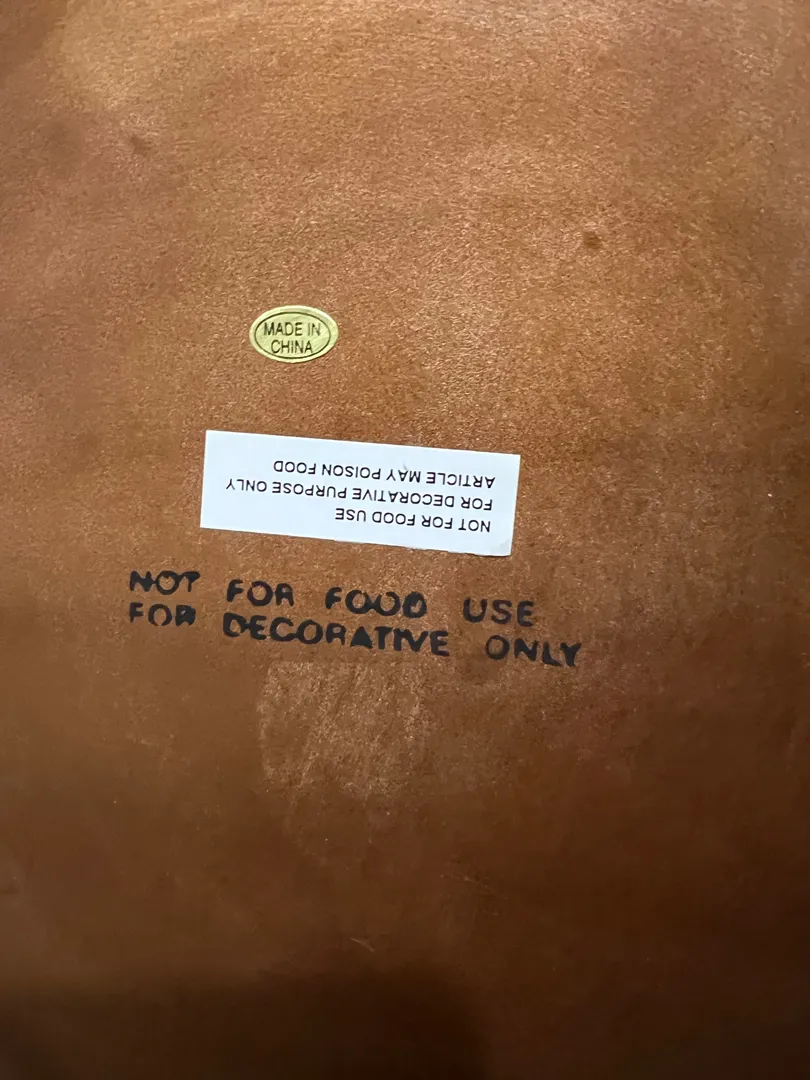 MADE IN
CHINA
NOT FOR FOOD USE
FOR DECORATIVE PURPOSE ONLY
ARTICLE MAY POISON FOOD
NOT FOR FOOD USE
FOR DECORATIVE ONLY